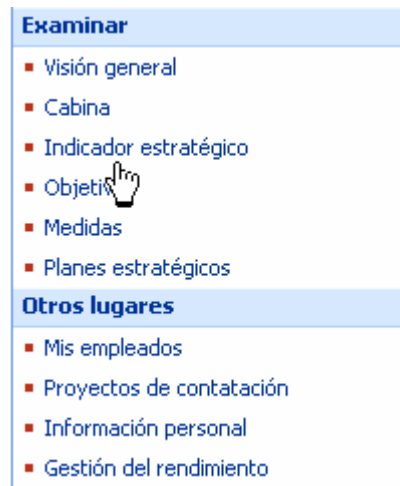 Examinar
Visión general
Cabina
Indicador estratégico
Objeti
Medidas
Planes estratégicos
Otros lugares
Mis empleados
Proyectos de contatación
Información personal
Gestión del rendimiento